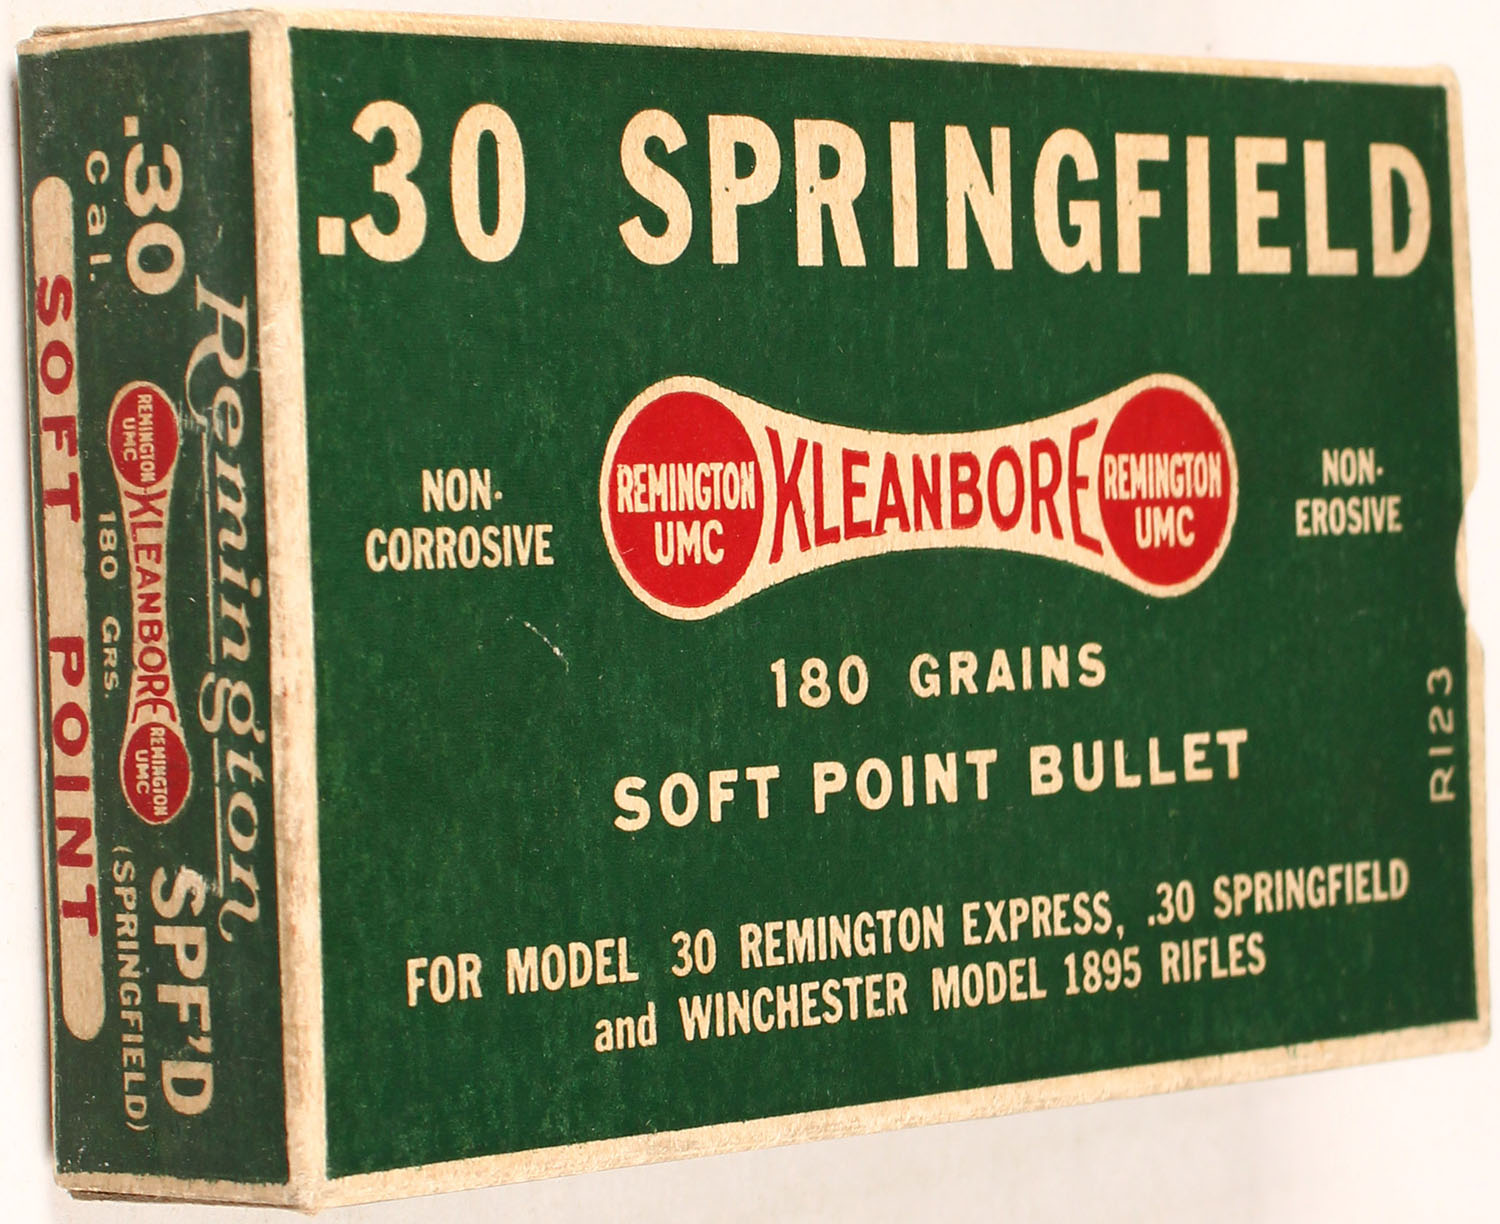 .30 SPRINGFIELD
NON-
CORROSIVE
REMINGTON
UMC
KLEANBORE
REMINGTON
UMC
NON-
EROSIVE
180 GRAINS
SOFT POINT BULLET
FOR MODEL 30 REMINGTON EXPRESS, .30 SPRINGFIELD
and WINCHESTER MODEL 1895 RIFLES
R123
Remington
.30
Cal.
REMINGTON
UMC
KLEANBORE
REMINGTON
UMC
180 GRS.
SPF'D
(SPRINGFIELD)
SOFT POINT